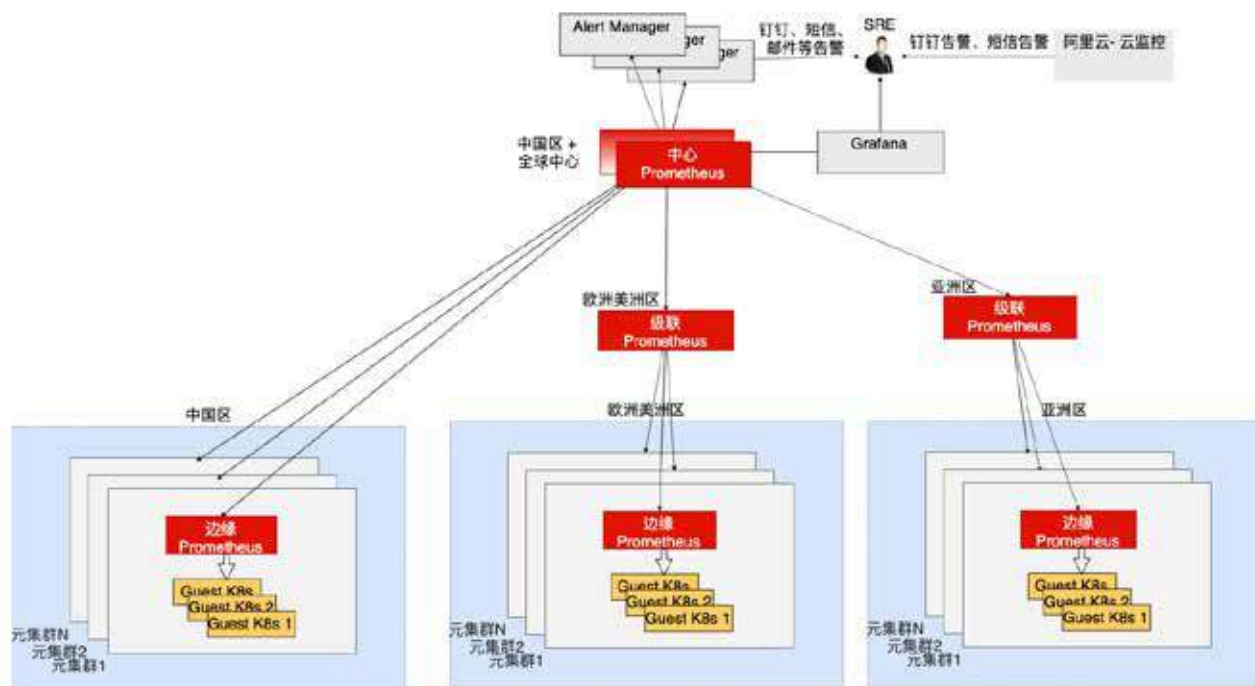 Alert Manager
ger
ger
钉钉、短信、
邮件等告警
SRE
钉钉告警、短信告警
阿里云- 云监控
中国区 +
全球中心
中心
Prometheus
Grafana
欧洲美洲区
级联
Prometheus
亚洲区
级联
Prometheus
中国区
欧洲美洲区
亚洲区
边缘
Prometheus
Guest K8s
Guest K8s 2
Guest K8s 1
元集群N
元集群2
元集群1
边缘
Prometheus
Guest K8s
Guest K8s 2
Guest K8s 1
元集群N
元集群2
元集群1
边缘
Prometheus
Guest K8s
Guest K8s 2
Guest K8s 1
元集群N
元集群2
元集群1